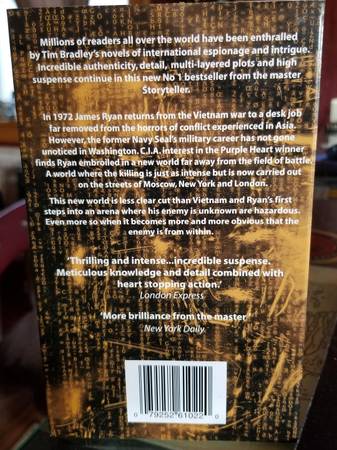 Millions of readers all over the world have been enthralled
by Tim Bradley's novels of international espionage and intrigue.
Incredible authenticity, detail, multi-layered plots and high
suspense continue in this new No 1 bestseller from the master
Storyteller.
In 1972 James Ryan returns from the Vietnam war to a desk job
far removed from the horrors of conflict experienced in Asia.
However, the former Navy Seal's military career has not gone
unoticed in Washington. C.I.A. interest in the Purple Heart winner
finds Ryan embroiled in a new world far away from the field of battle.
A world where the killing is just as intense but is now carried out
on the streets of Moscow, New York and London.
This new world is less clear cut than Vietnam and Ryan's first
steps into an arena where his enemy is unknown are hazardous.
Even more so when it becomes more and more obvious that the
enemy is from within.
'Thrilling and intense...incredible suspense.
Meticulous knowledge and detail combined with
heart stopping action.'
London Express
'More brilliance from the master
New York Daily
0 79252 61022 0